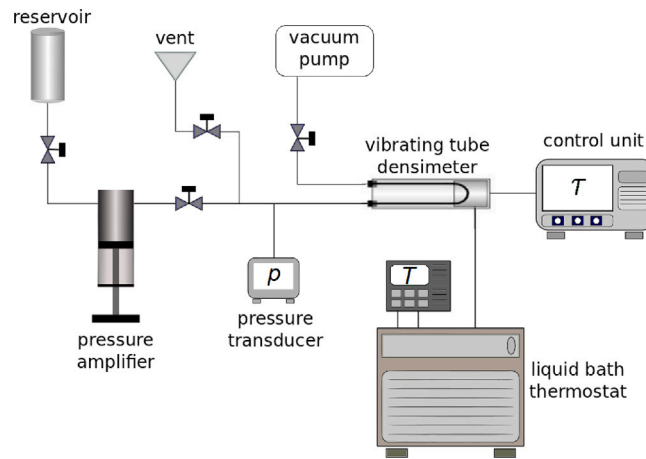 reservoir
vent
vacuum
pump
vibrating tube
densimeter
control unit
τ
p
T
pressure
amplifier
pressure
transducer
liquid bath
thermostat